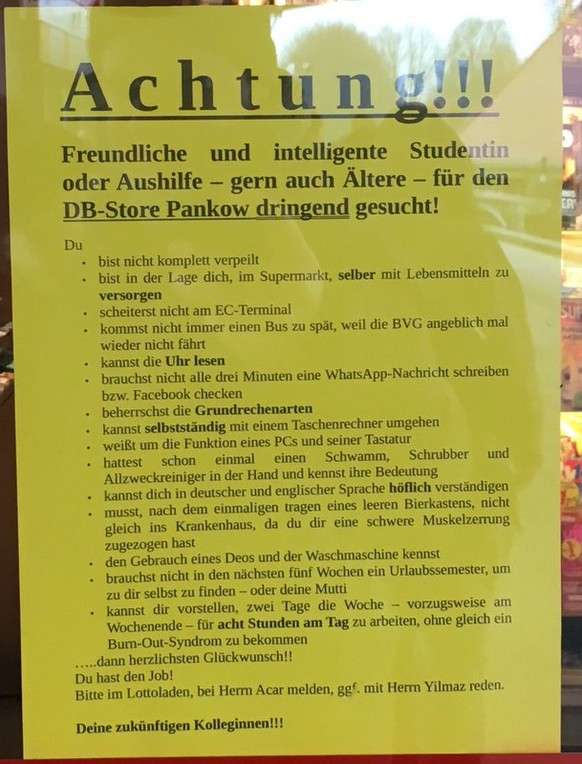 Achtung!!!
Freundliche und intelligente Studentin
oder Aushilfe – gern auch Ältere – für den
DB-Store Pankow dringend gesucht!
Du
• bist nicht komplett verpeilt
• bist in der Lage dich, im Supermarkt, selber mit Lebensmitteln zu
versorgen
• scheiterst nicht am EC-Terminal
• kommst nicht immer einen Bus zu spät, weil die BVG angeblich mal
wieder nicht fährt
• kannst die Uhr lesen
• brauchst nicht alle drei Minuten eine WhatsApp-Nachricht schreiben
bzw. Facebook checken
• beherrschst die Grundrechenarten
• kannst selbstständig mit einem Taschenrechner umgehen
• weißt um die Funktion eines PCs und seiner Tastatur
• hattest schon einmal einen Schwamm, Schrubber und
Allzweckreiniger in der Hand und kennst ihre Bedeutung
• kannst dich in deutscher und englischer Sprache höflich verständigen
• musst, nach dem einmaligen tragen eines leeren Bierkastens, nicht
gleich ins Krankenhaus, da du dir eine schwere Muskelzerrung
zugezogen hast
• den Gebrauch eines Deos und der Waschmaschine kennst
• brauchst nicht in den nächsten fünf Wochen ein Urlaubssemester, um
zu dir selbst zu finden – oder deine Mutti
• kannst dir vorstellen, zwei Tage die Woche – vorzugsweise am
Wochenende – für acht Stunden am Tag zu arbeiten, ohne gleich ein
Burn-Out-Syndrom zu bekommen
…..dann herzlichsten Glückwunsch!!
Du hast den Job!
Bitte im Lottoladen, bei Herrn Acar melden, ggf. mit Herrn Yilmaz reden.
Deine zukünftigen Kolleginnen!!!